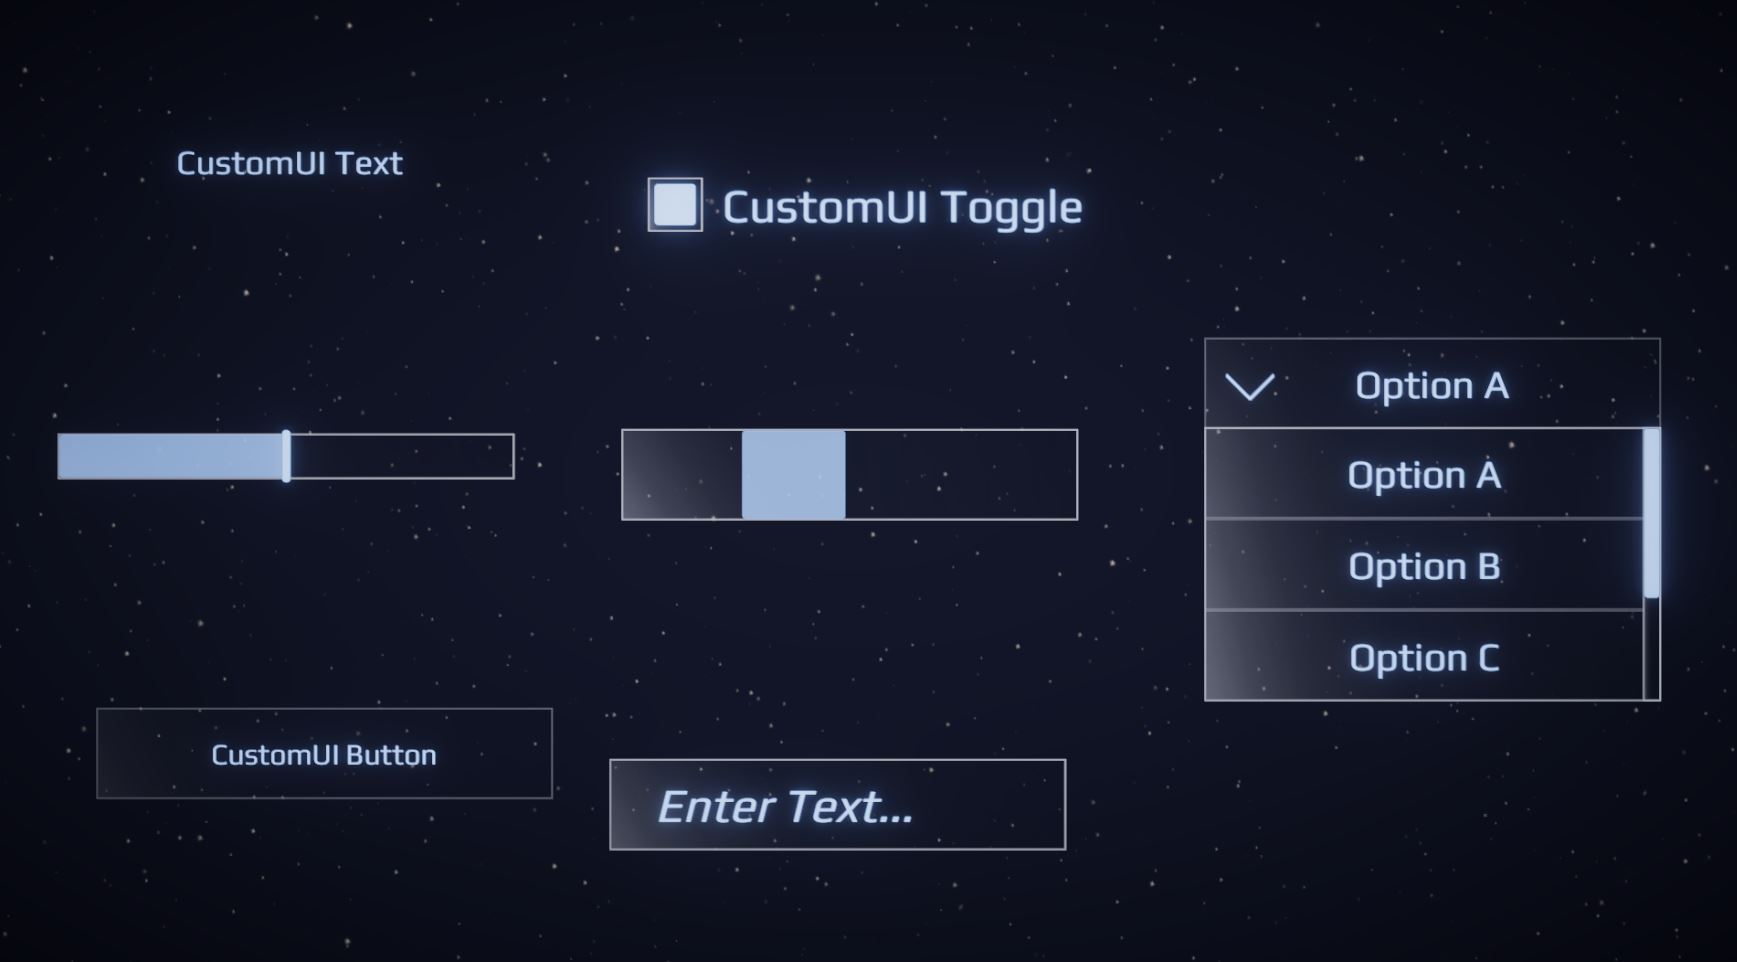 CustomUI Text
CustomUI Toggle
Option A
Option A
Option B
Option C
CustomUI Button
Enter Text...